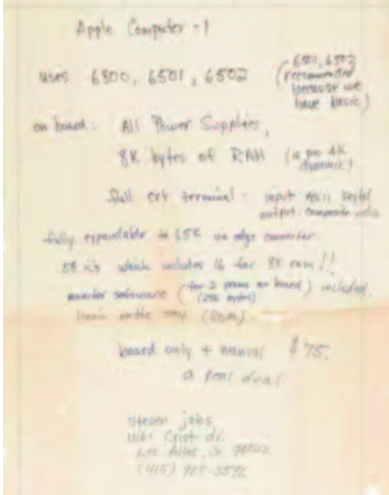 Apple Computer - 1
uses 6800, 6501, 6502 (6501, 6502
recommended
because we
have basic)
on board: All Power Supplies,
8K bytes of RAM (16 pin 4K
dynamic)
full crt terminal - input ASCII
output: composite video
fully expandable to 65K via edge connector
58 ic's which includes 16 for 8K ram!!
monitor software (for 2 proms on board) included.
(256 bytes)
basic on the way (ROM)
board only + manual $75.
a real deal
steven jobs
11161 Crist dr.
Los Altos,
(415)